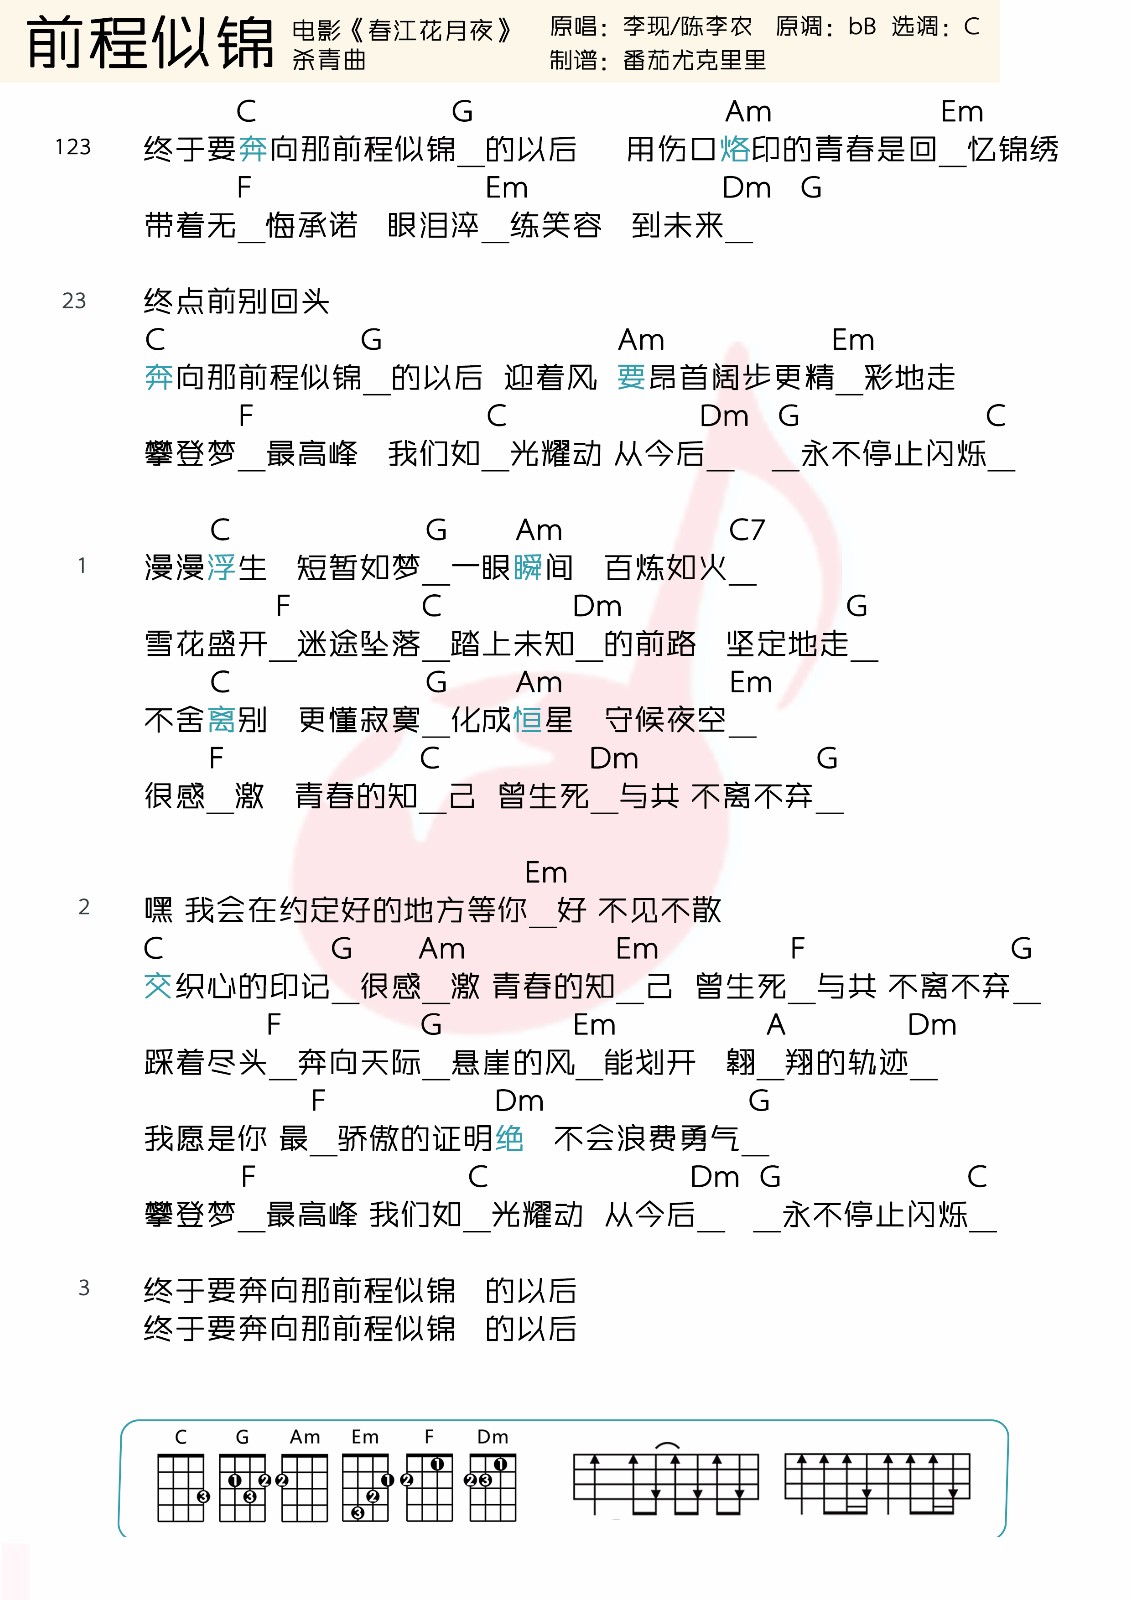 前程似锦 电影《春江花月夜》 原唱：李现/陈李农 原调：bB 选调：C
杀青曲 制谱：番茄尤克里里
C G Am Em
123 终于要奔向那前程似锦__的以后 用伤口烙印的青春是回__忆锦绣
F Em Dm G
带着无__悔承诺 眼泪淬__练笑容 到未来__
23 终点前别回头
C G Am Em
奔向那前程似锦__的以后 迎着风 要昂首阔步更精__彩地走
F C Dm G C
攀登梦__最高峰 我们如__光耀动 从今后__ __永不停止闪烁__
C G Am C7
1 漫漫浮生 短暂如梦__一眼瞬间 百炼如火__
F C Dm G
雪花盛开__迷途坠落__踏上未知__的前路 坚定地走__
C G Am Em
不舍离别 更懂寂寞__化成恒星 守候夜空__
F C Dm G
很感__激 青春的知__己 曾生死__与共 不离不弃__
Em
2 嘿 我会在约定好的地方等你__好 不见不散
C G Am Em F G
交织心的印记__很感__激 青春的知__己 曾生死__与共 不离不弃__
F G Em A Dm
踩着尽头__奔向天际__悬崖的风__能划开 翱__翔的轨迹__
F Dm G
我愿是你 最__骄傲的证明绝 不会浪费勇气__
F C Dm G C
攀登梦__最高峰 我们如__光耀动 从今后__ __永不停止闪烁__
3 终于要奔向那前程似锦 的以后
终于要奔向那前程似锦 的以后
C G Am Em F Dm
1 1
1 2 2 1 2 2 3
3 3 2
3